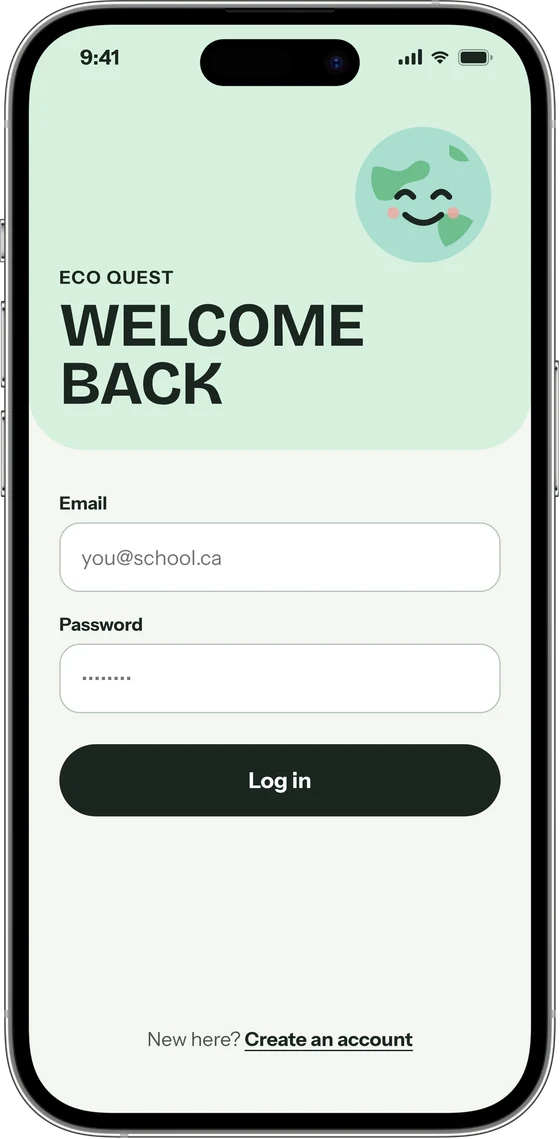 9:41
ECO QUEST
WELCOME
BACK
Email
you@school.ca
Password
••••••••
Log in
New here? Create an account